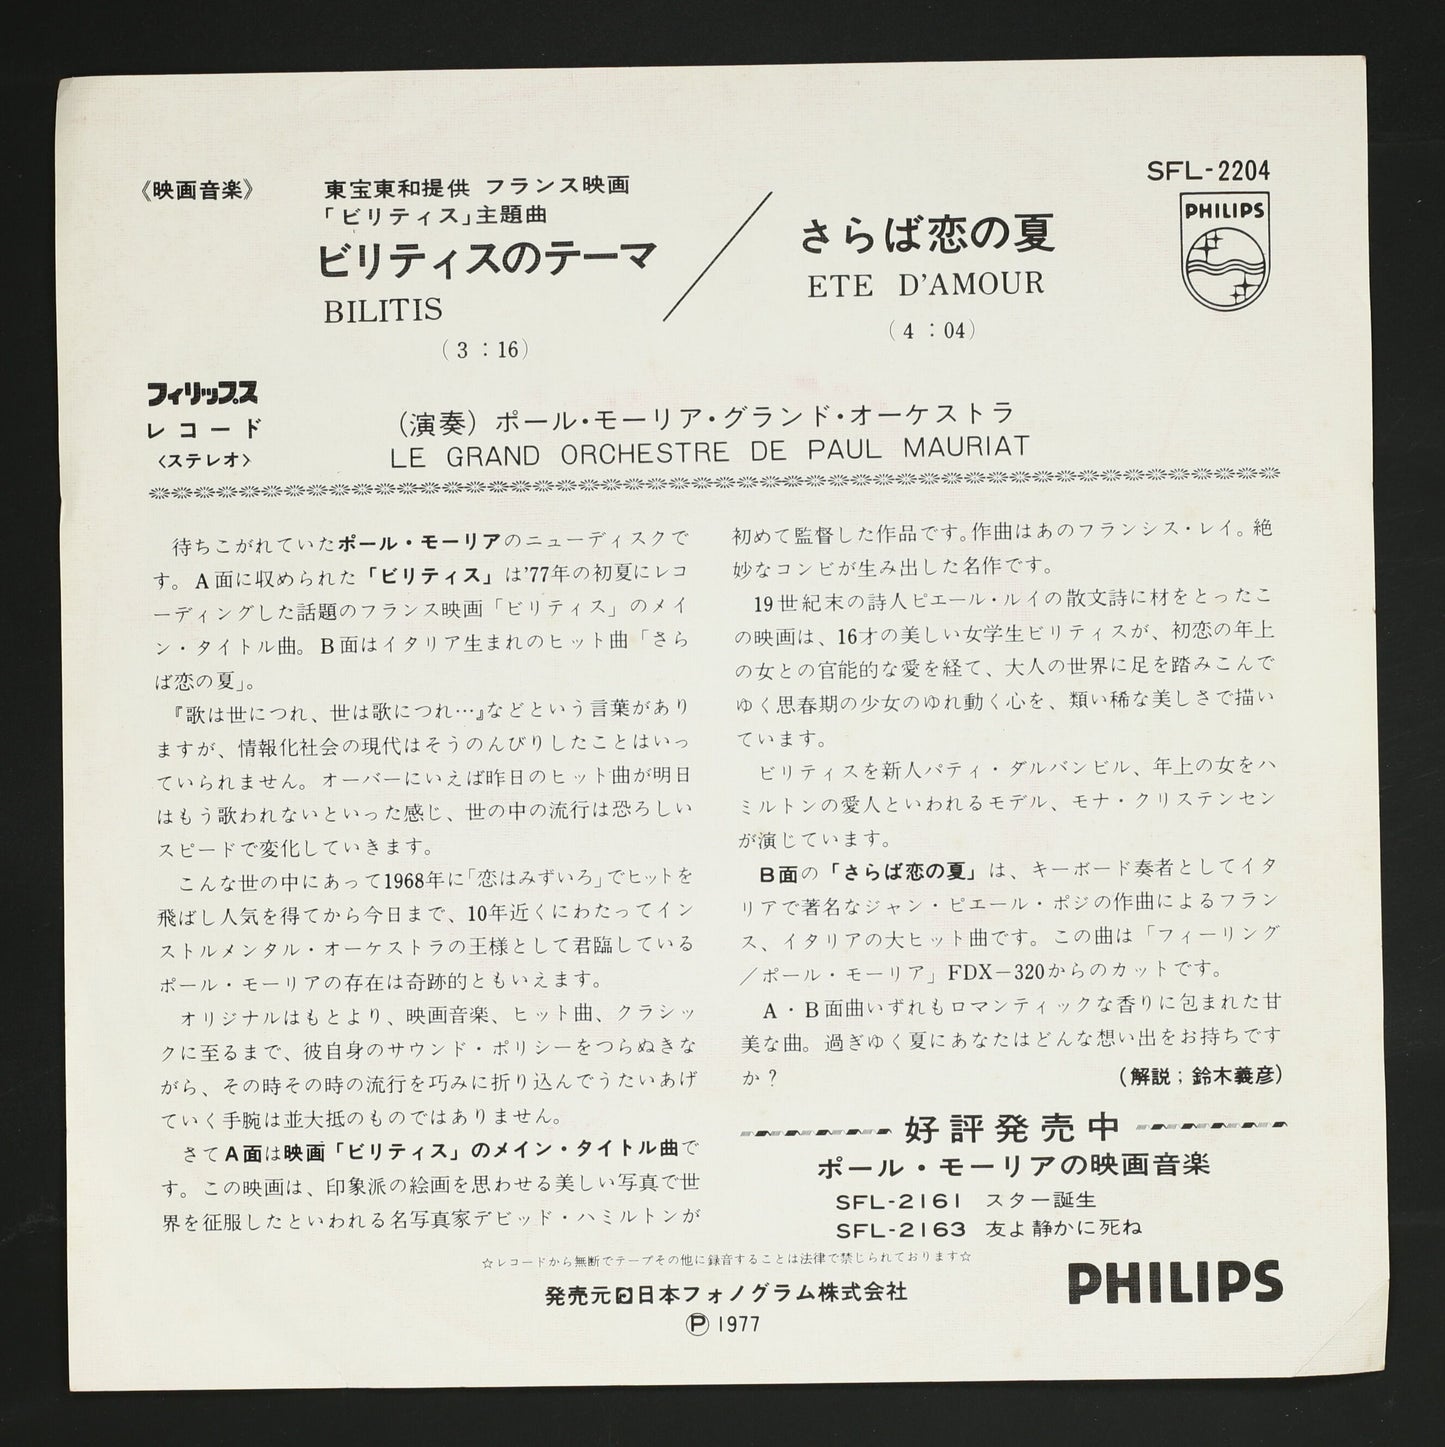 《映画音楽》
東宝東和提供 フランス映画
「ビリティス」主題曲
ビリティスのテーマ
BILITIS
(3:16)
さらば恋の夏
ETE D'AMOUR
(4:04)
SFL-2204
PHILIPS
フィリップス
レコード
〈ステレオ〉
(演奏) ポール・モーリア・グランド・オーケストラ
LE GRAND ORCHESTRE DE PAUL MAURIAT
待ちこがれていたポール・モーリアのニューディスクで
す。A面に収められた「ビリティス」は'77年の初夏にレコ
ーディングした話題のフランス映画「ビリティス」のメイ
ン・タイトル曲。B面はイタリア生まれのヒット曲「さら
ば恋の夏」。
『歌は世につれ、世は歌につれ…』などという言葉があり
ますが、情報化社会の現代はそうのんびりしたことはいっ
ていられません。オーバーにいえば昨日のヒット曲が明日
はもう歌われないといった感じ、世の中の流行は恐ろしい
スピードで変化していきます。
こんな世の中にあって1968年に「恋はみずいろ」でヒットを
飛ばし人気を得てから今日まで、10年近くにわたってイン
ストルメンタル・オーケストラの王様として君臨している
ポール・モーリアの存在は奇跡的ともいえます。
オリジナルはもとより、映画音楽、ヒット曲、クラシッ
クに至るまで、彼自身のサウンド・ポリシーをつらぬきな
がら、その時その時の流行を巧みに折り込んでうたいあげ
ていく手腕は並大抵のものではありません。
さてA面は映画「ビリティス」のメイン・タイトル曲で
す。この映画は、印象派の絵画を思わせる美しい写真で世
界を征服したといわれる名写真家デビッド・ハミルトンが
初めて監督した作品です。作曲はあのフランシス・レイ。絶
妙なコンビが生み出した名作です。
19世紀末の詩人ピエール・ルイの散文詩に材をとったこ
の映画は、16才の美しい女学生ビリティスが、初恋の年上
の女との官能的な愛を経て、大人の世界に足を踏みこんで
ゆく思春期の少女のゆれ動く心を、類い稀な美しさで描い
ています。
ビリティスを新人パティ・ダルバンビル、年上の女をハ
ミルトンの愛人といわれるモデル、モナ・クリステンセン
が演じています。
B面の「さらば恋の夏」は、キーボード奏者としてイタ
リアで著名なジャン・ピエール・ポジの作曲によるフラン
ス、イタリアの大ヒット曲です。この曲は「フィーリング
/ポール・モーリア」FDX-320からのカットです。
A・B面曲いずれもロマンティックな香りに包まれた甘
美な曲。過ぎゆく夏にあなたはどんな想い出をお持ちです
か?
(解説;鈴木義彦)
好評発売中
ポール・モーリアの映画音楽
SFL-2161 スター誕生
SFL-2163 友よ静かに死ね
☆レコードから無断でテープその他に録音することは法律で禁じられております☆
発売元 日本フォノグラム株式会社
Ⓟ 1977
PHILIPS